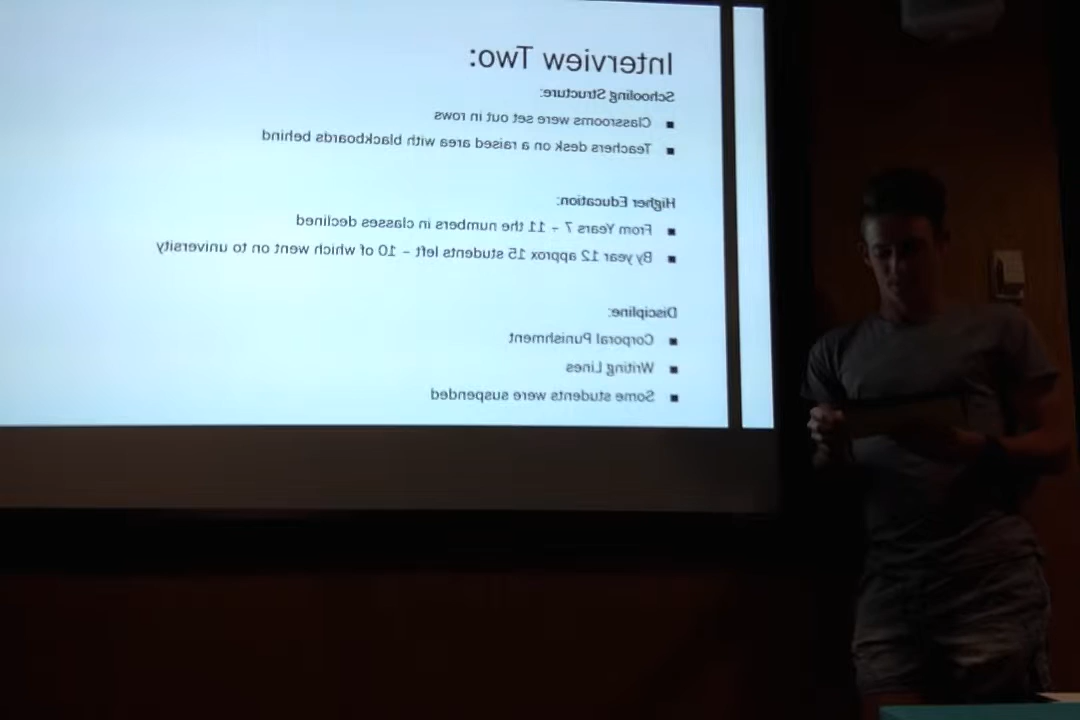 Interview Two:
Schooling Structure:
■ Classrooms were set out in rows
■ Teachers desk on a raised area with blackboards behind
Higher Education:
■ From Years 7 – 11 the numbers in classes declined
■ By year 12 approx 15 students left – 10 of which went on to university
Discipline:
■ Corporal Punishment
■ Writing Lines
■ Some students were suspended